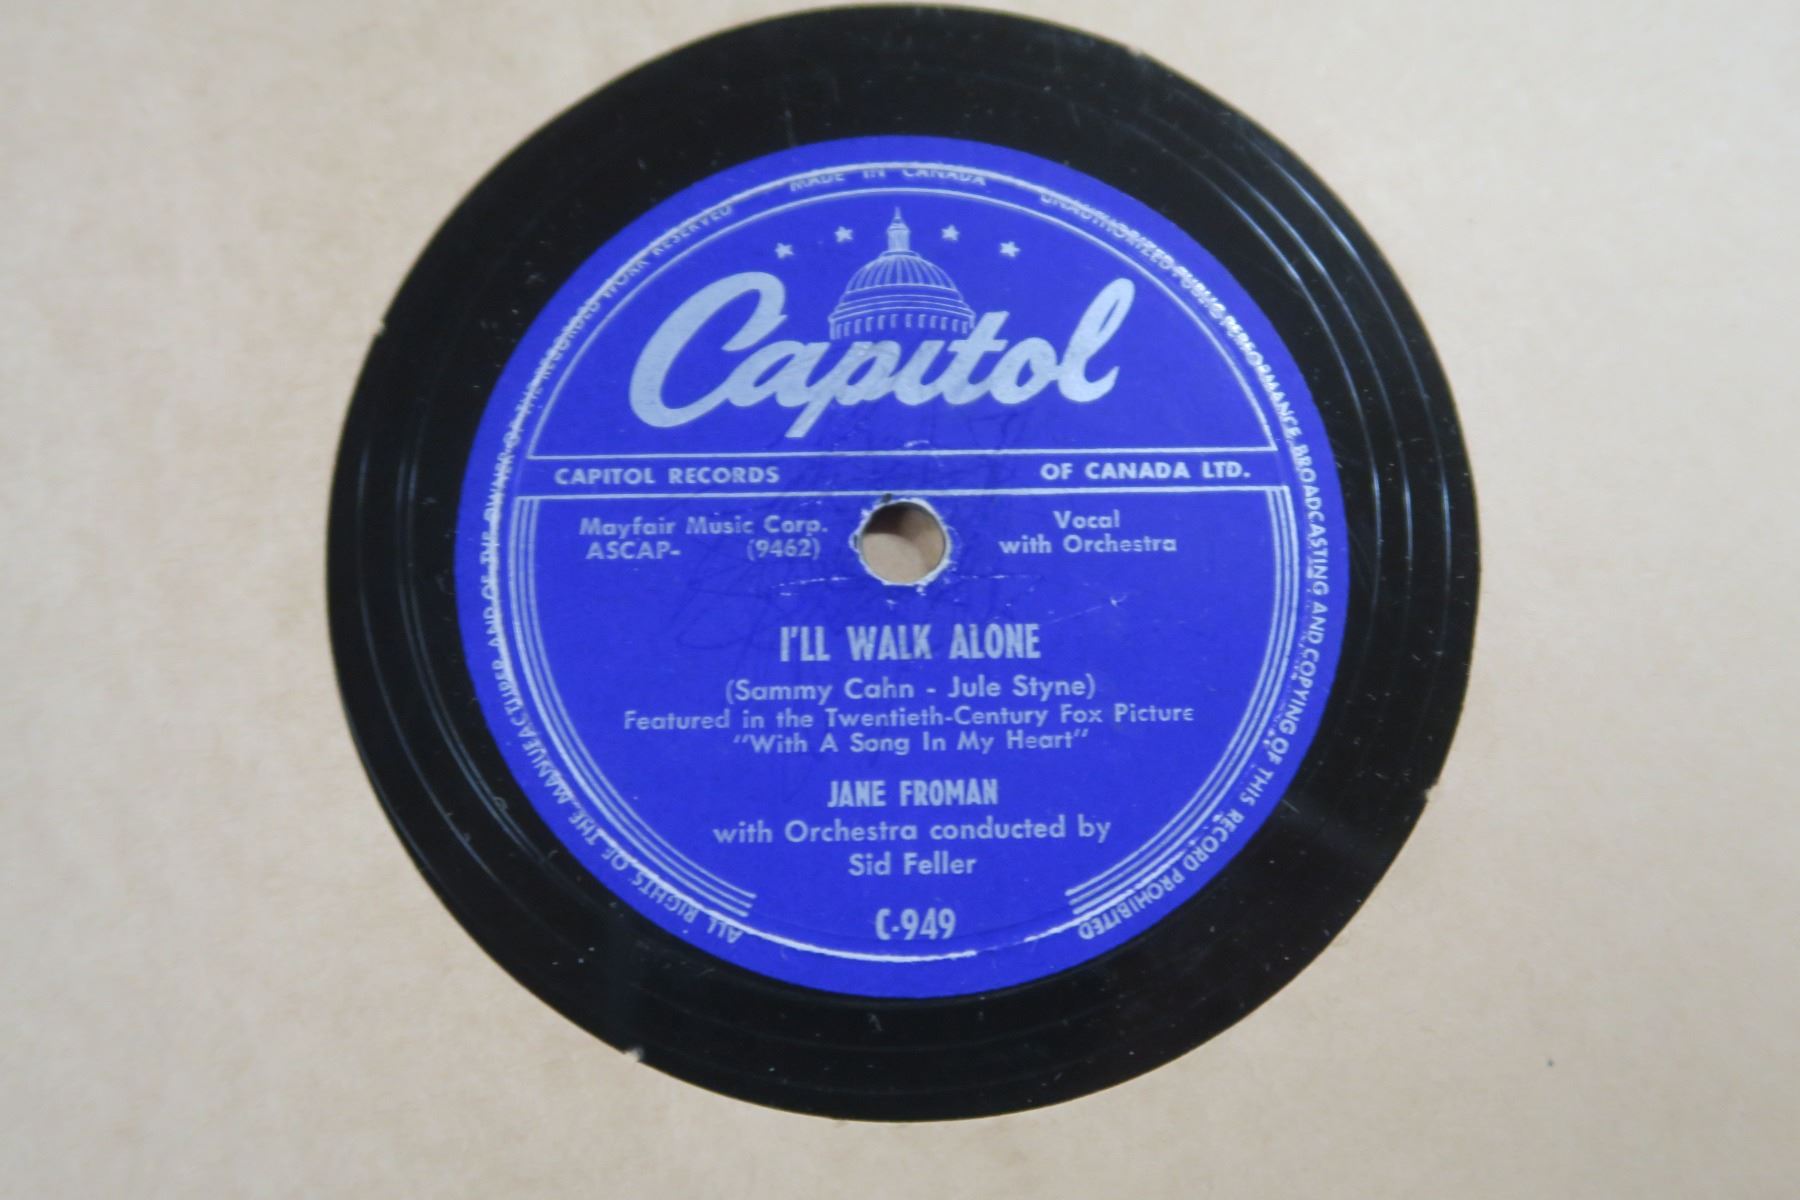 MADE IN CANADA
UNAUTHORIZED PUBLIC PERFORMANCE, BROADCASTING AND COPYING OF THIS RECORD PROHIBITED
ALL RIGHTS OF THE MANUFACTURER AND OF THE OWNER OF THE RECORDED WORK RESERVED
Capitol
CAPITOL RECORDS OF CANADA LTD.
Mayfair Music Corp.
ASCAP- (9462)
Vocal
with Orchestra
I'LL WALK ALONE
(Sammy Cahn - Jule Styne)
Featured in the Twentieth-Century Fox Picture
"With A Song In My Heart"
JANE FROMAN
with Orchestra conducted by
Sid Feller
C-949